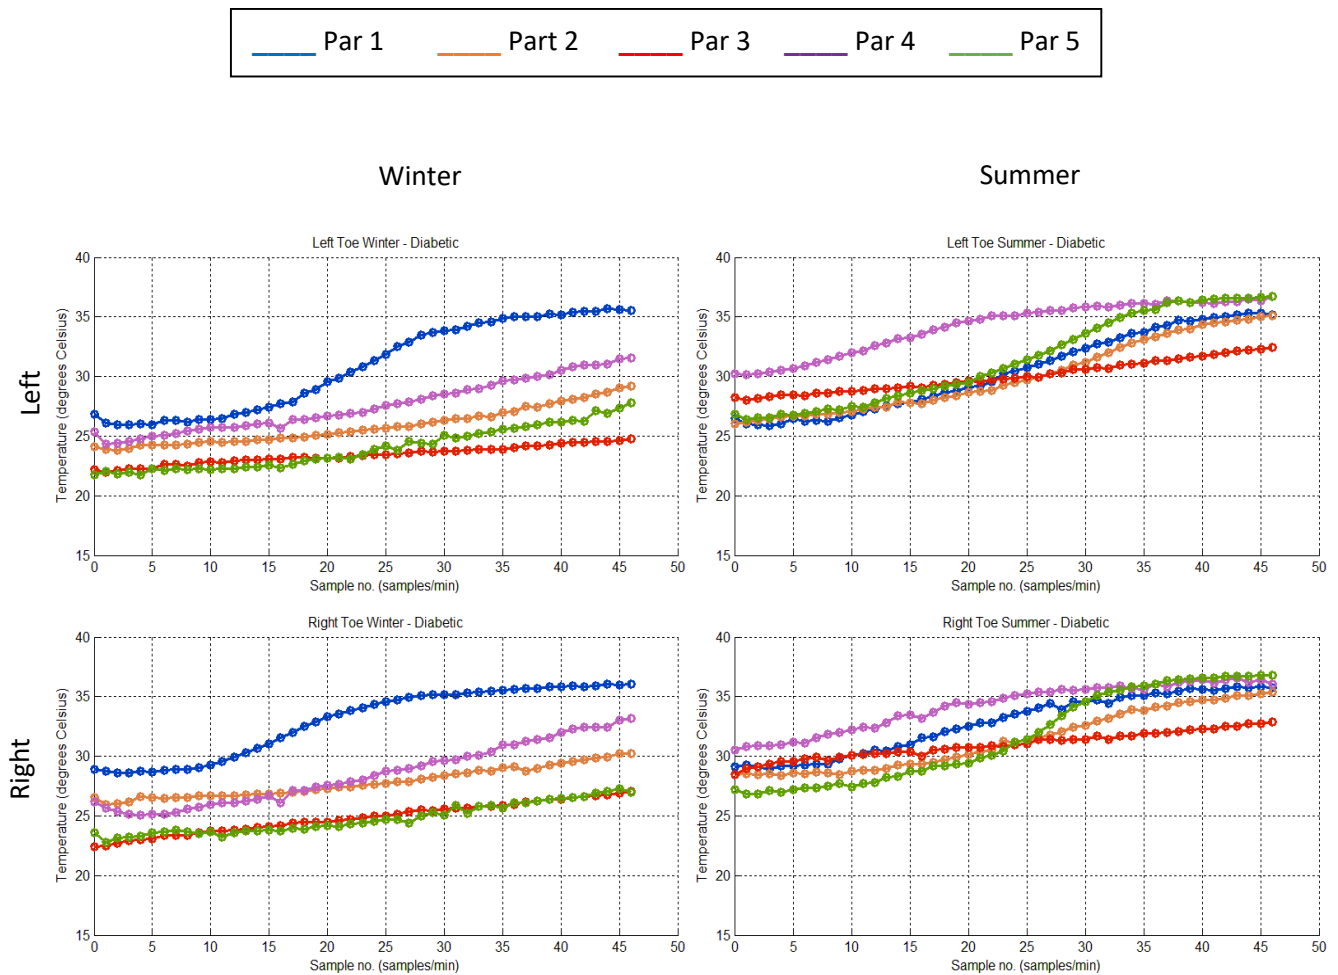 Par 1 Part 2 Par 3 Par 4 Par 5
Winter Summer
Left
Left Toe Winter - Diabetic
Temperature (degrees Celsius)
40
35
30
25
20
15
0 5 10 15 20 25 30 35 40 45 50
Sample no. (samples/min)
Left Toe Summer - Diabetic
Temperature (degrees Celsius)
40
35
30
25
20
15
0 5 10 15 20 25 30 35 40 45 50
Sample no. (samples/min)
Right
Right Toe Winter - Diabetic
Temperature (degrees Celsius)
40
35
30
25
20
15
0 5 10 15 20 25 30 35 40 45 50
Sample no. (samples/min)
Right Toe Summer - Diabetic
Temperature (degrees Celsius)
40
35
30
25
20
15
0 5 10 15 20 25 30 35 40 45 50
Sample no. (samples/min)